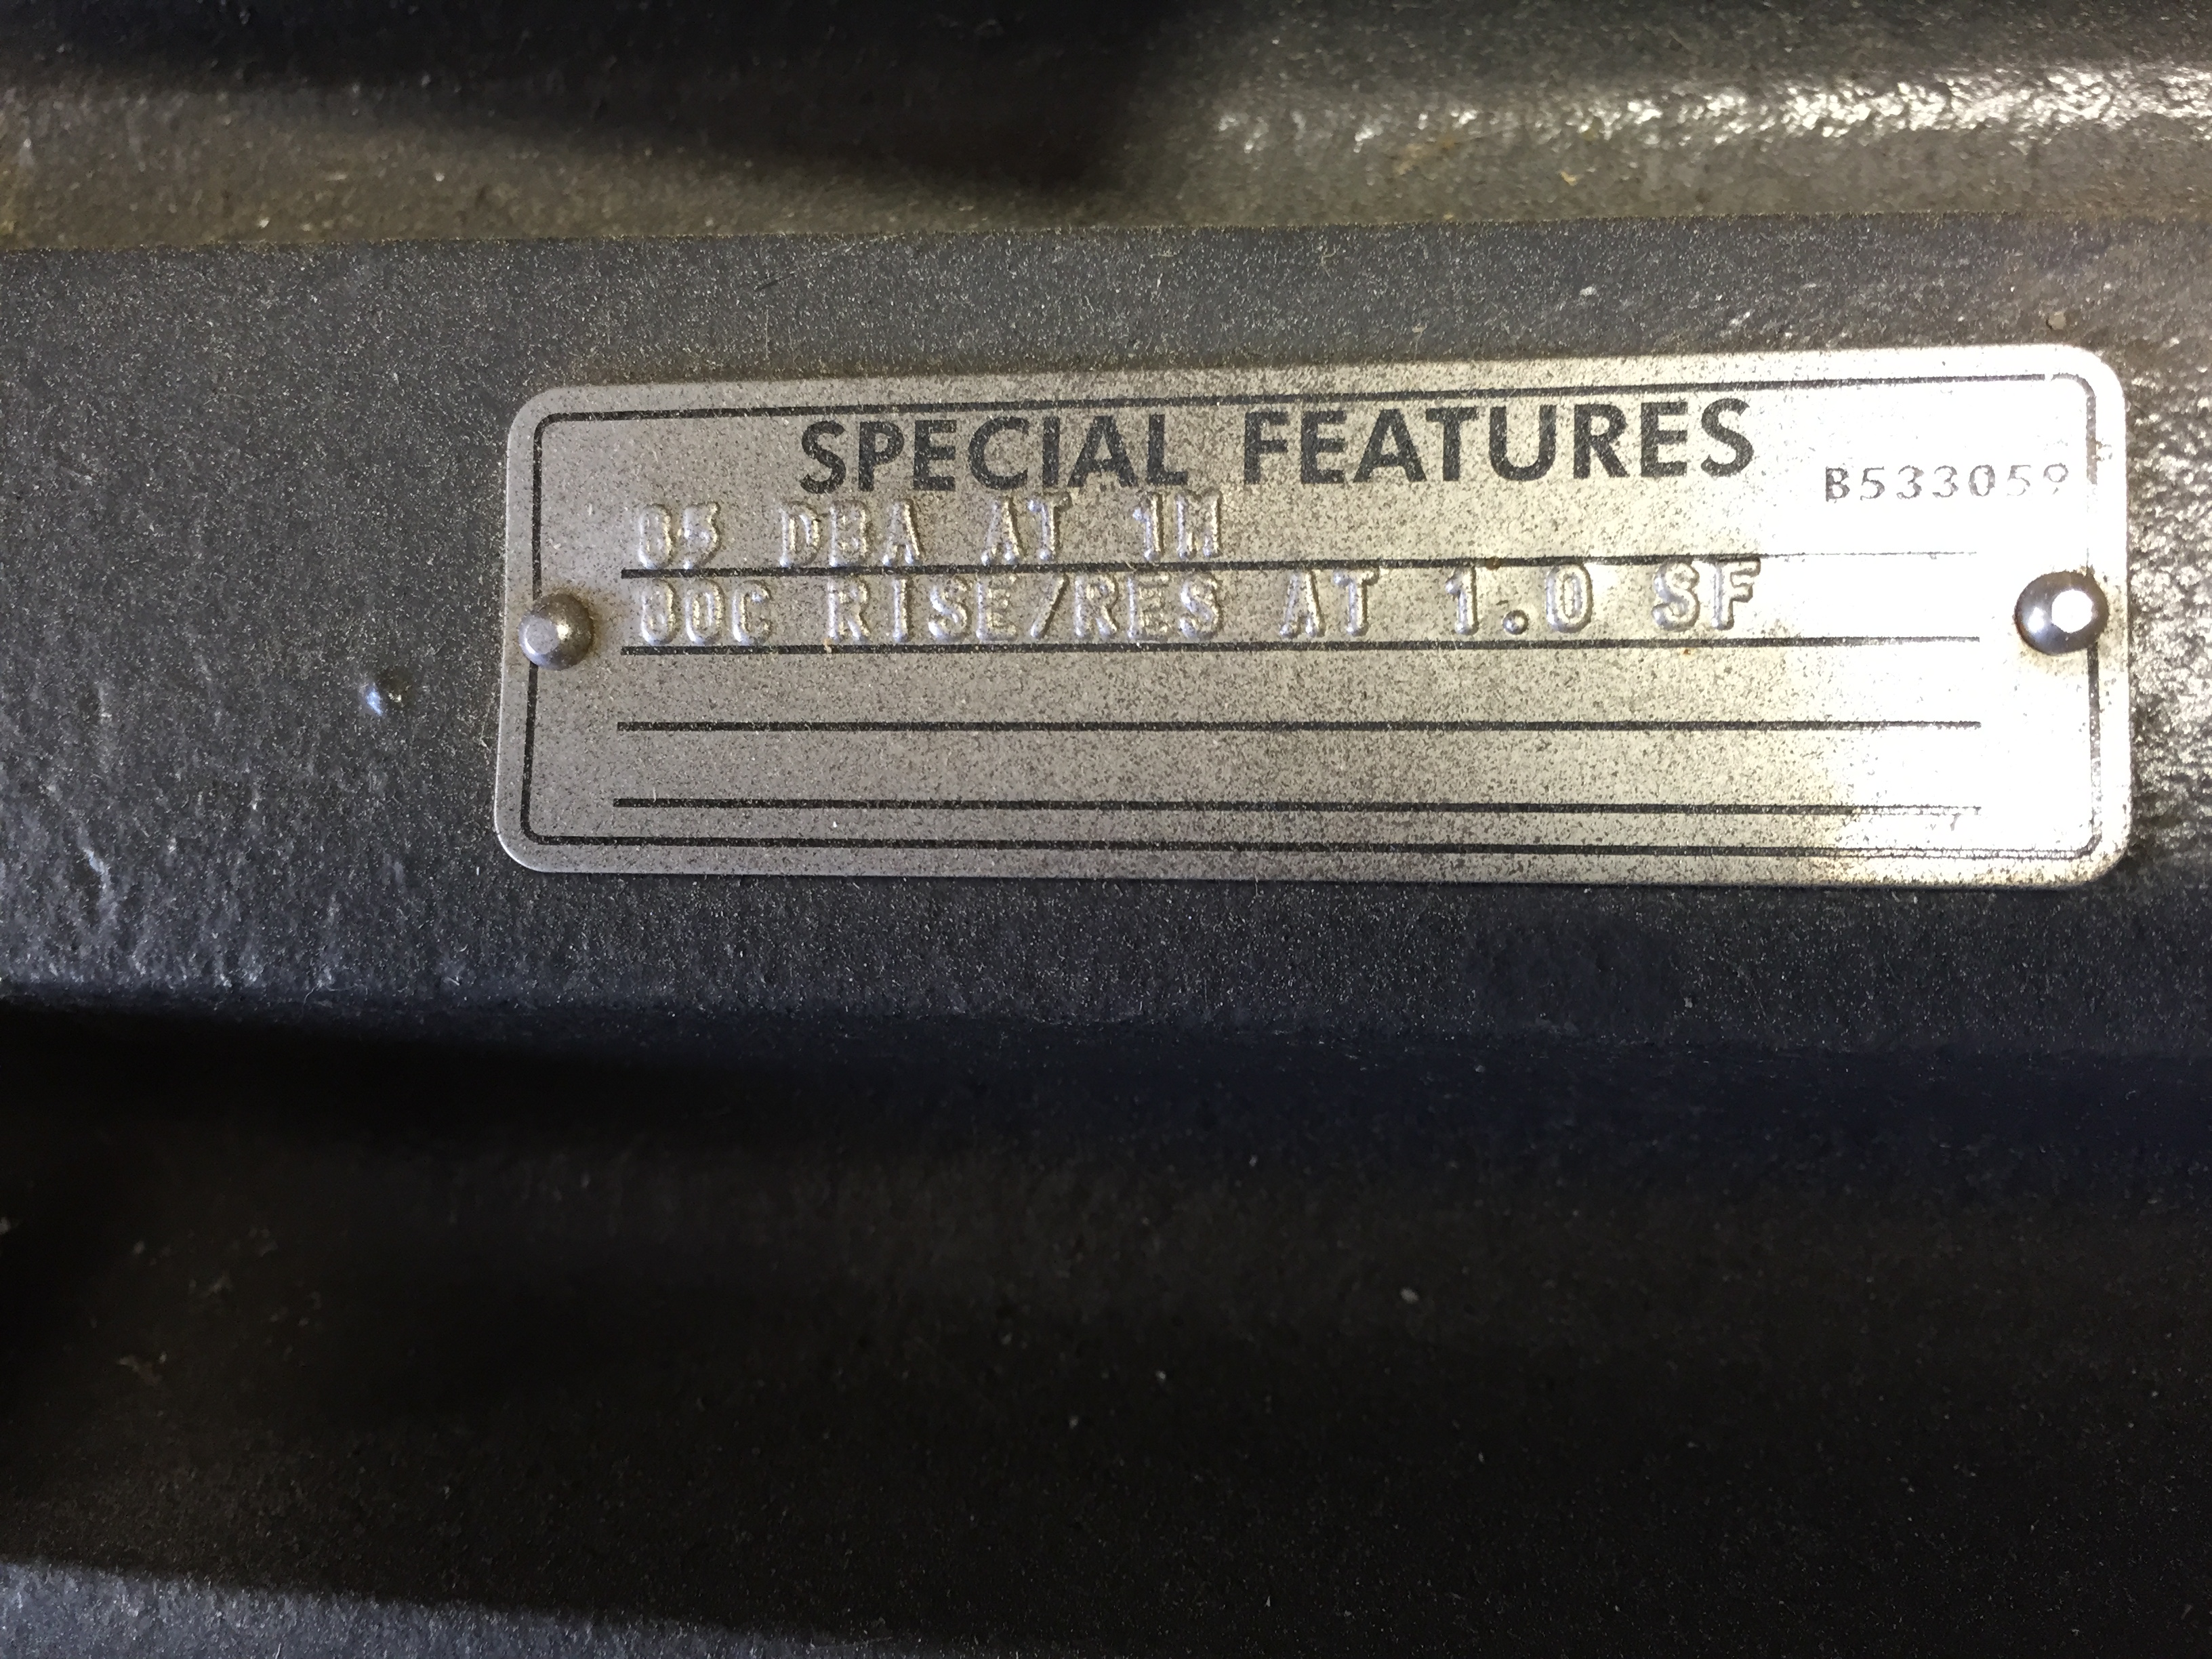 SPECIAL FEATURES
B533059
85 DBA AT 1M
80C RISE/RES AT 1.0 SF